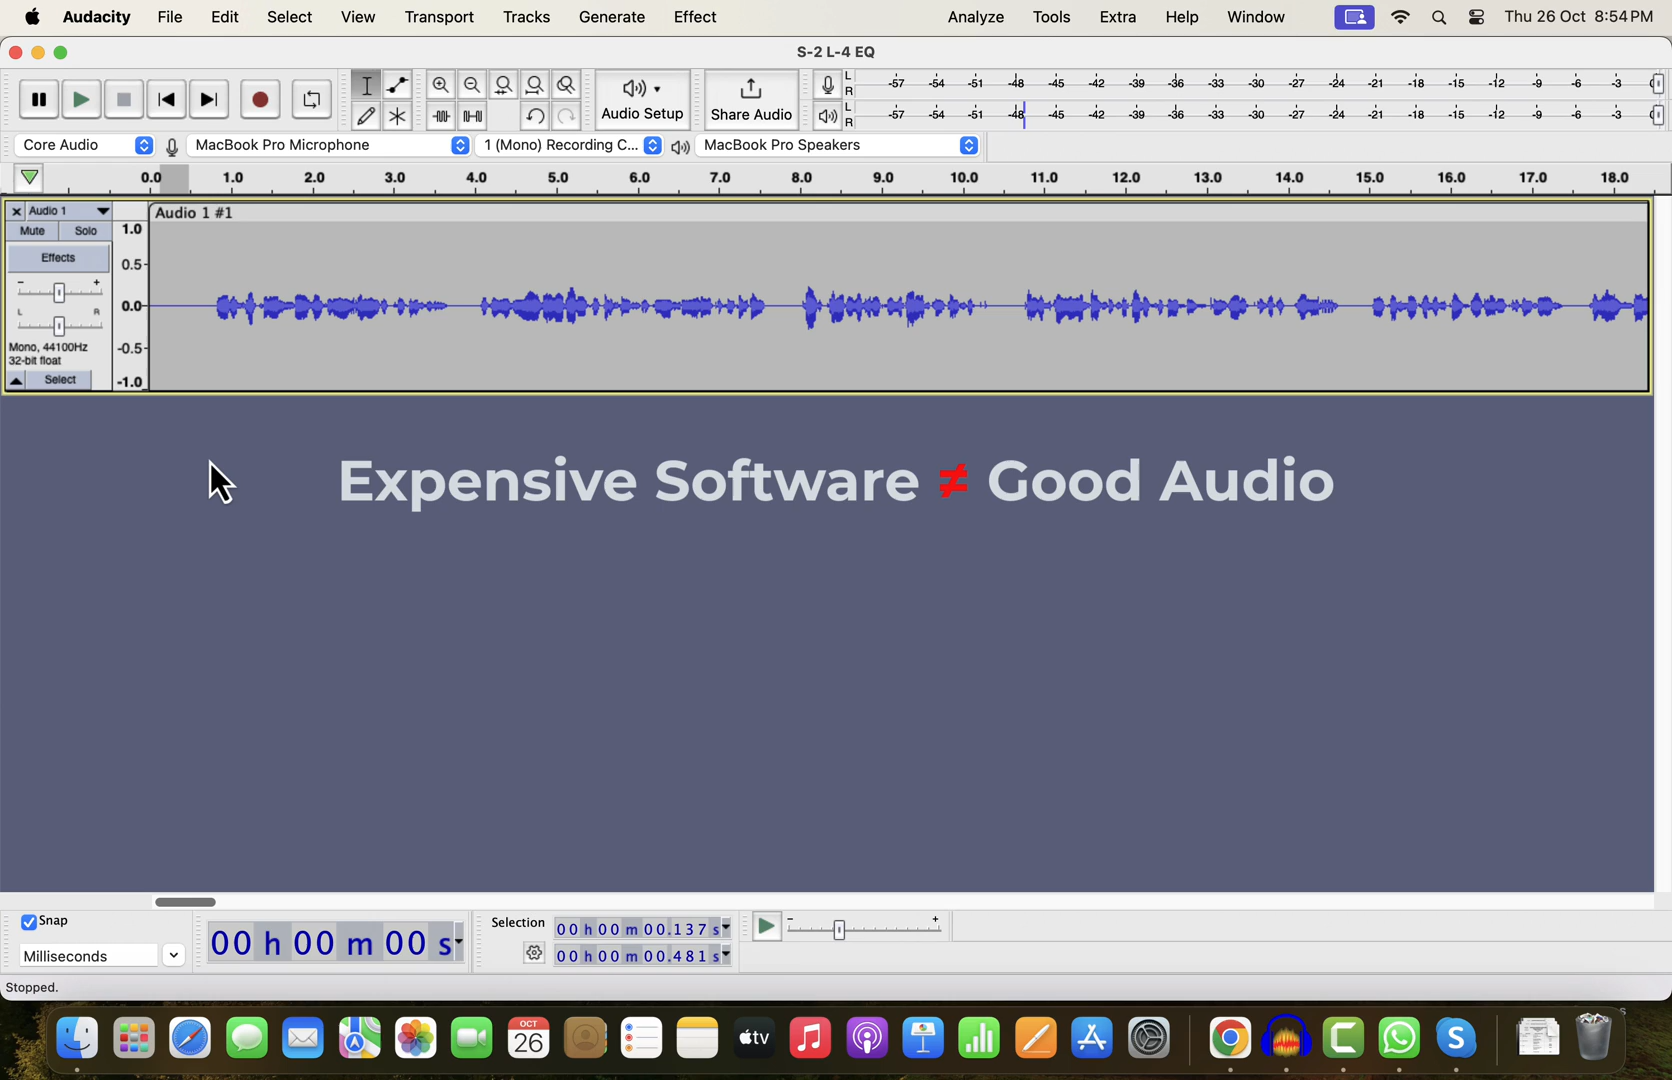 Audacity File Edit Select View Transport Tracks Generate Effect Analyze Tools Extra Help Window Thu 26 Oct 8:54 PM
S-2 L-4 EQ
L -57 -54 -51 -48 -45 -42 -39 -36 -33 -30 -27 -24 -21 -18 -15 -12 -9 -6 -3 0
R
Audio Setup Share Audio
L -57 -54 -51 -48 -45 -42 -39 -36 -33 -30 -27 -24 -21 -18 -15 -12 -9 -6 -3 0
R
Core Audio MacBook Pro Microphone 1 (Mono) Recording C... MacBook Pro Speakers
0.0 1.0 2.0 3.0 4.0 5.0 6.0 7.0 8.0 9.0 10.0 11.0 12.0 13.0 14.0 15.0 16.0 17.0 18.0
Audio 1 Audio 1 #1
Mute Solo 1.0
Effects 0.5
- +
L R 0.0
Mono, 44100Hz -0.5
32-bit float
Select -1.0
Expensive Software ≠ Good Audio
Snap Selection 00 h 00 m 00.137 s - +
Milliseconds 00 h 00 m 00 s 00 h 00 m 00.481 s
Stopped.
OCT
26
tv